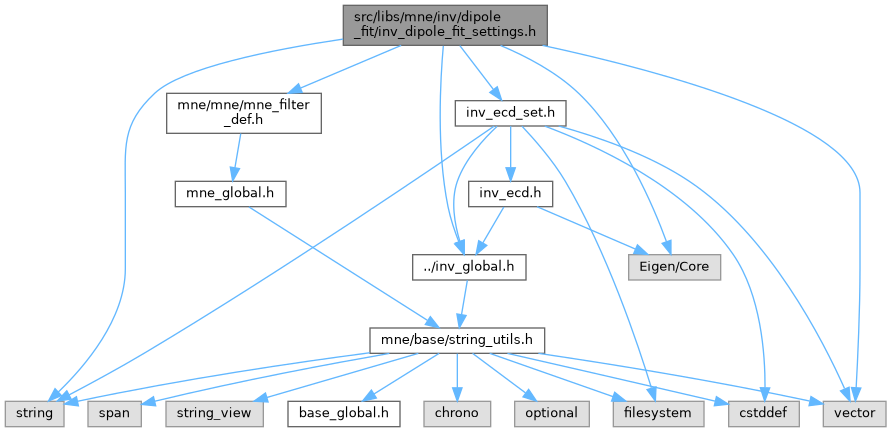 src/libs/mne/inv/dipole
_fit/inv_dipole_fit_settings.h
mne/mne/mne_filter
_def.h
inv_ecd_set.h
mne_global.h
inv_ecd.h
../inv_global.h
Eigen/Core
mne/base/string_utils.h
string
span
string_view
base_global.h
chrono
optional
filesystem
cstddef
vector